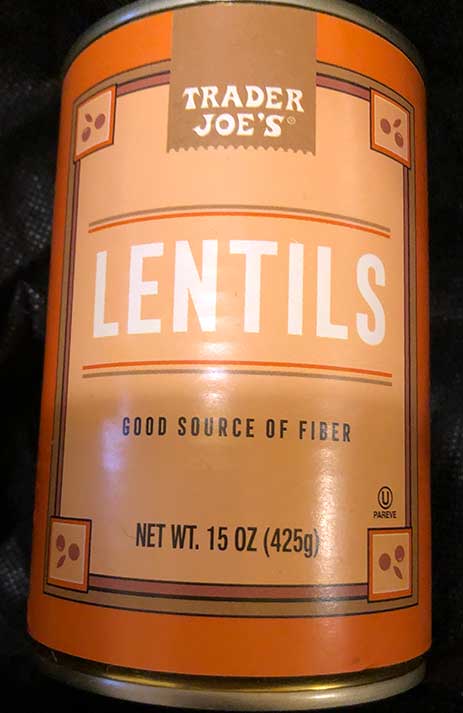 TRADER
JOE'S®
LENTILS
GOOD SOURCE OF FIBER
U
PAREVE
NET WT. 15 OZ (425g)